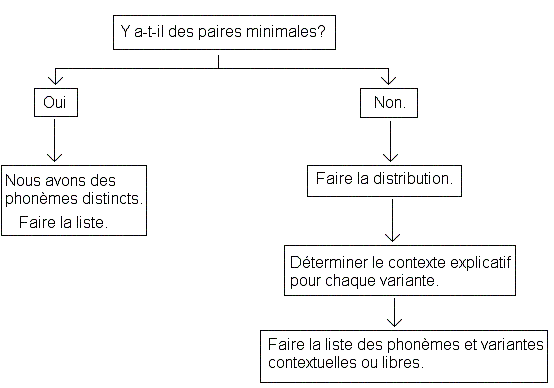 Y a-t-il des paires minimales?
Oui
Non.
Nous avons des
phonèmes distincts.
Faire la liste.
Faire la distribution.
Déterminer le contexte explicatif
pour chaque variante.
Faire la liste des phonèmes et variantes
contextuelles ou libres.